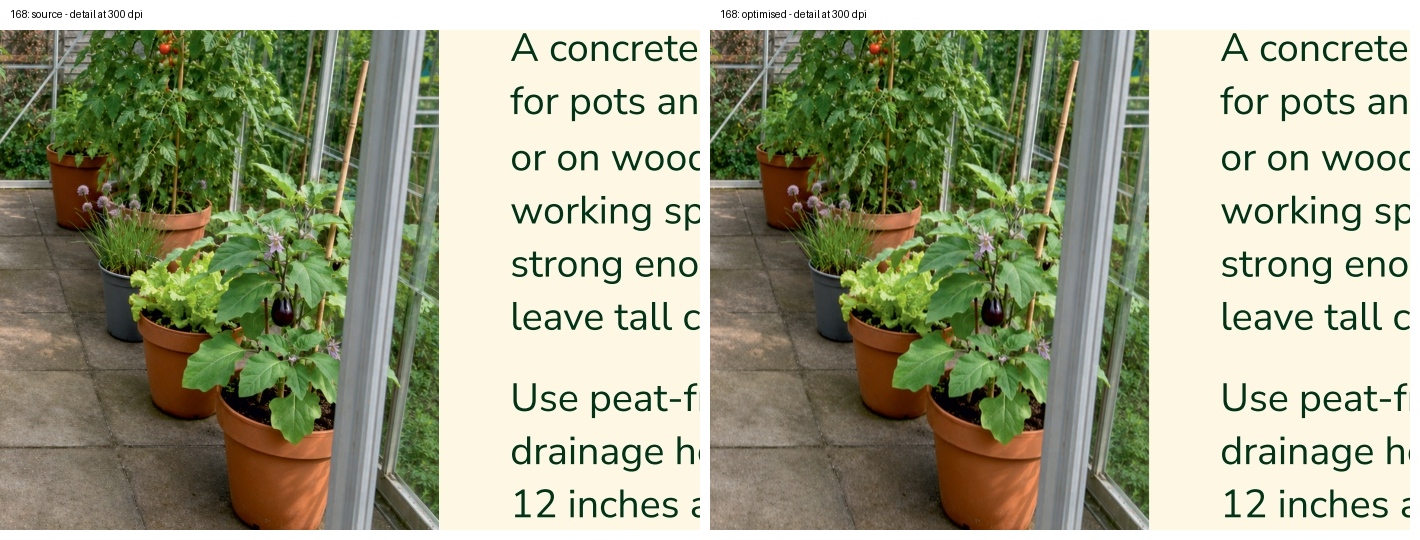 168: source - detail at 300 dpi
A concrete
for pots an
or on wood
working sp
strong eno
leave tall c
Use peat-f
drainage h
12 inches a
168: optimised - detail at 300 dpi
A concrete
for pots an
or on wood
working sp
strong eno
leave tall c
Use peat-f
drainage h
12 inches a